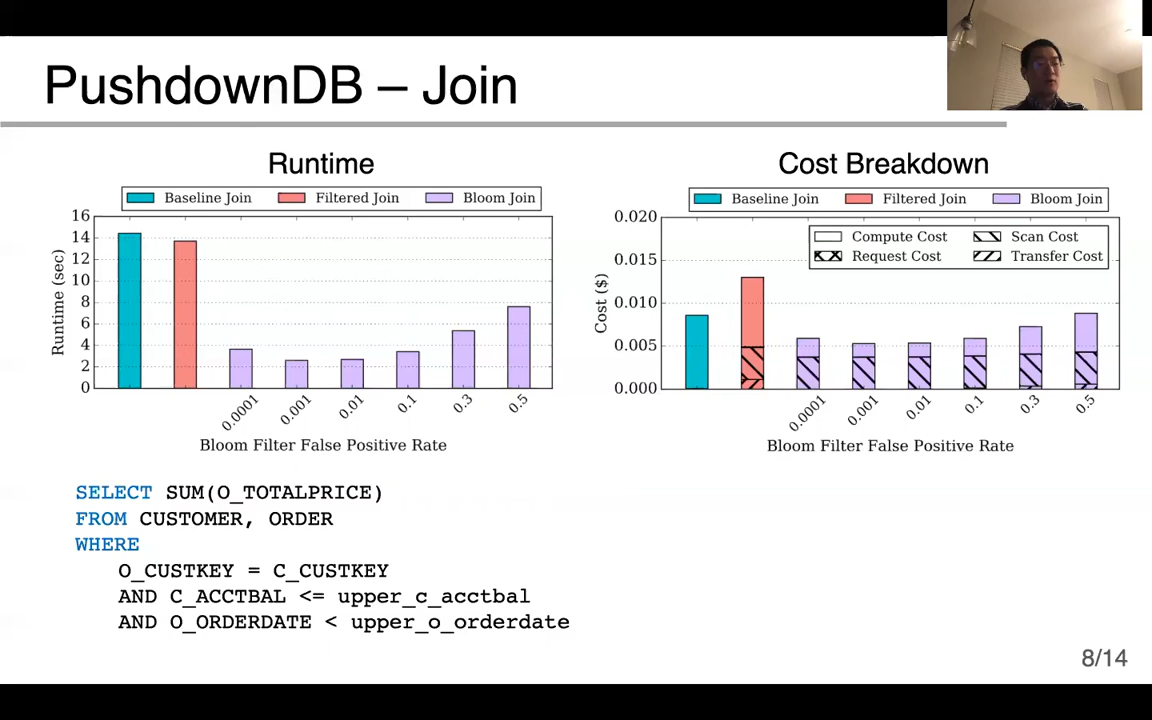 PushdownDB – Join
Runtime
Baseline Join Filtered Join Bloom Join
16
14
12
10
8
6
4
2
0
Runtime (sec)
0.0001 0.001 0.01 0.1 0.3 0.5
Bloom Filter False Positive Rate
Cost Breakdown
Baseline Join Filtered Join Bloom Join
Compute Cost Scan Cost
Request Cost Transfer Cost
0.020
0.015
0.010
0.005
0.000
Cost ($)
0.0001 0.001 0.01 0.1 0.3 0.5
Bloom Filter False Positive Rate
SELECT SUM(O_TOTALPRICE)
FROM CUSTOMER, ORDER
WHERE
O_CUSTKEY = C_CUSTKEY
AND C_ACCTBAL <= upper_c_acctbal
AND O_ORDERDATE < upper_o_orderdate
8/14